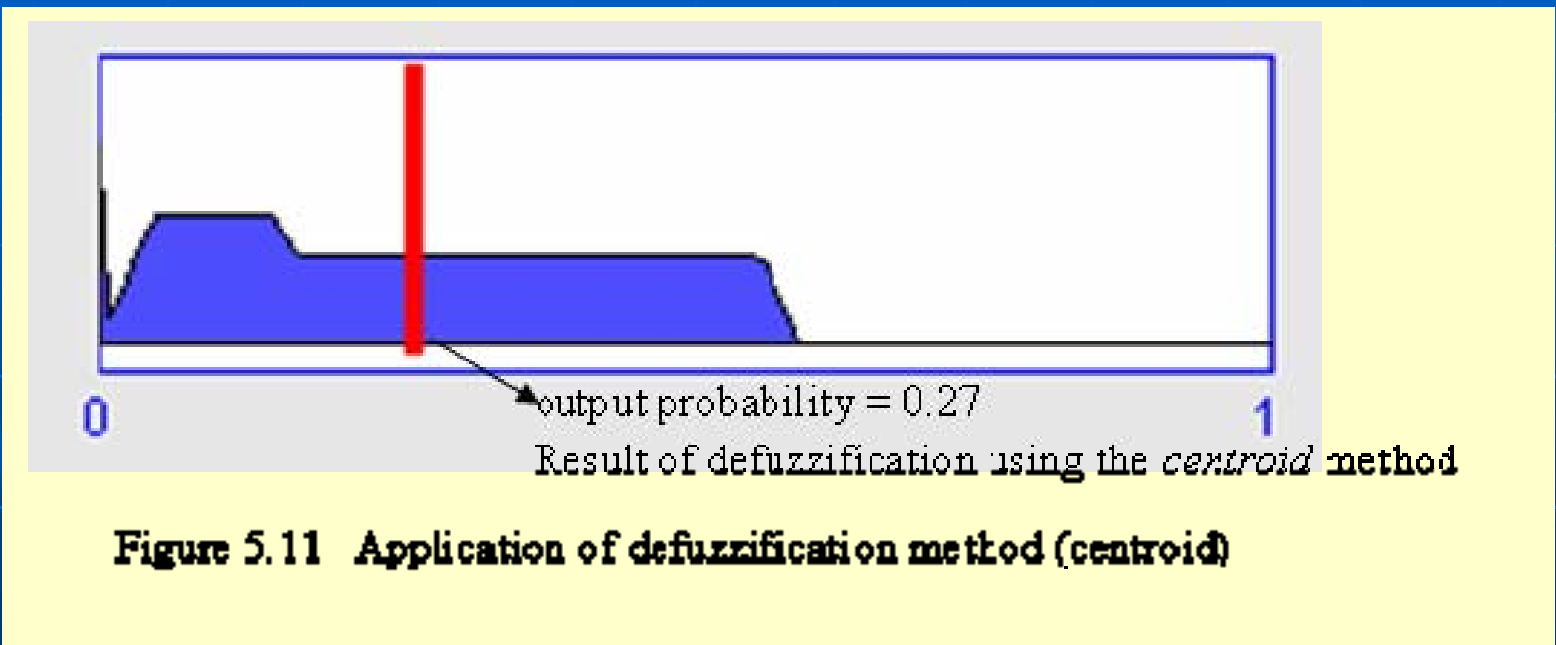 output probability = 0.27
0
1
Result of defuzzification using the centroid method
Figure 5.11 Application of defuzzification method (centroid)